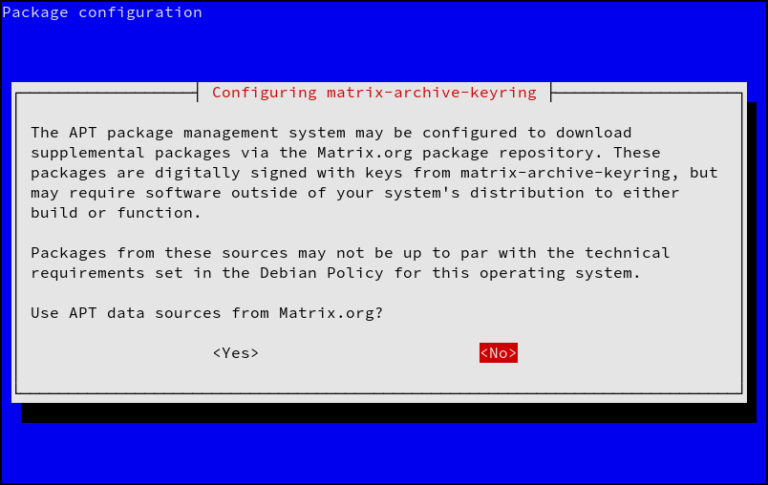 Package configuration
Configuring matrix-archive-keyring
The APT package management system may be configured to download
supplemental packages via the Matrix.org package repository. These
packages are digitally signed with keys from matrix-archive-keyring, but
may require software outside of your system's distribution to either
build or function.
Packages from these sources may not be up to par with the technical
requirements set in the Debian Policy for this operating system.
Use APT data sources from Matrix.org?
<Yes> <No>